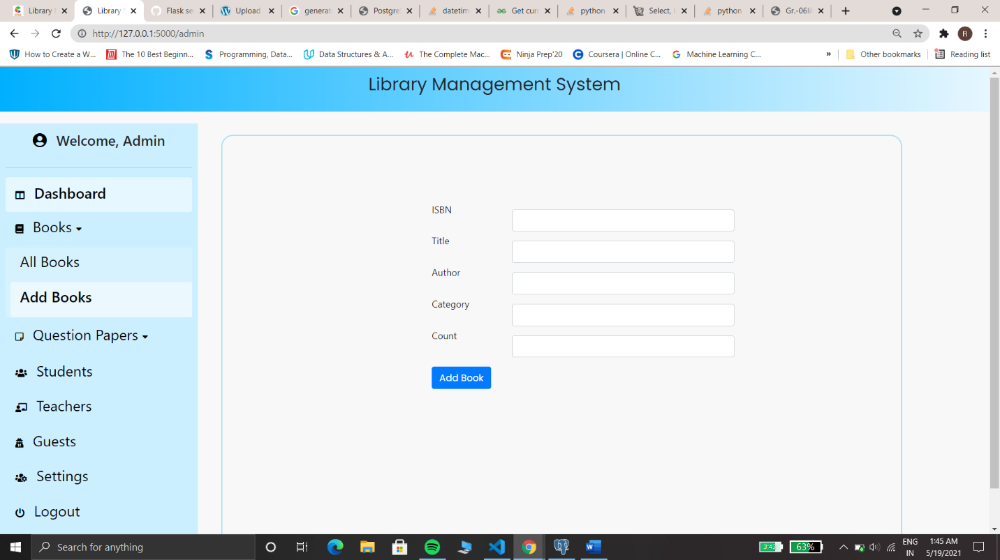 Library
Library
Flask se
Upload
generat
Postgre
datetim
Get cur
python
Select,
python
Gr.-06li
http://127.0.0.1:5000/admin
R
How to Create a W...
The 10 Best Beginn...
Programming, Data...
Data Structures & A...
The Complete Mac...
Ninja Prep'20
Coursera | Online C...
Machine Learning C...
»
Other bookmarks
Reading list
Library Management System
Welcome, Admin
Dashboard
Books
All Books
Add Books
Question Papers
Students
Teachers
Guests
Settings
Logout
ISBN
Title
Author
Category
Count
Add Book
Search for anything
63%
ENG
IN
1:45 AM
5/19/2021